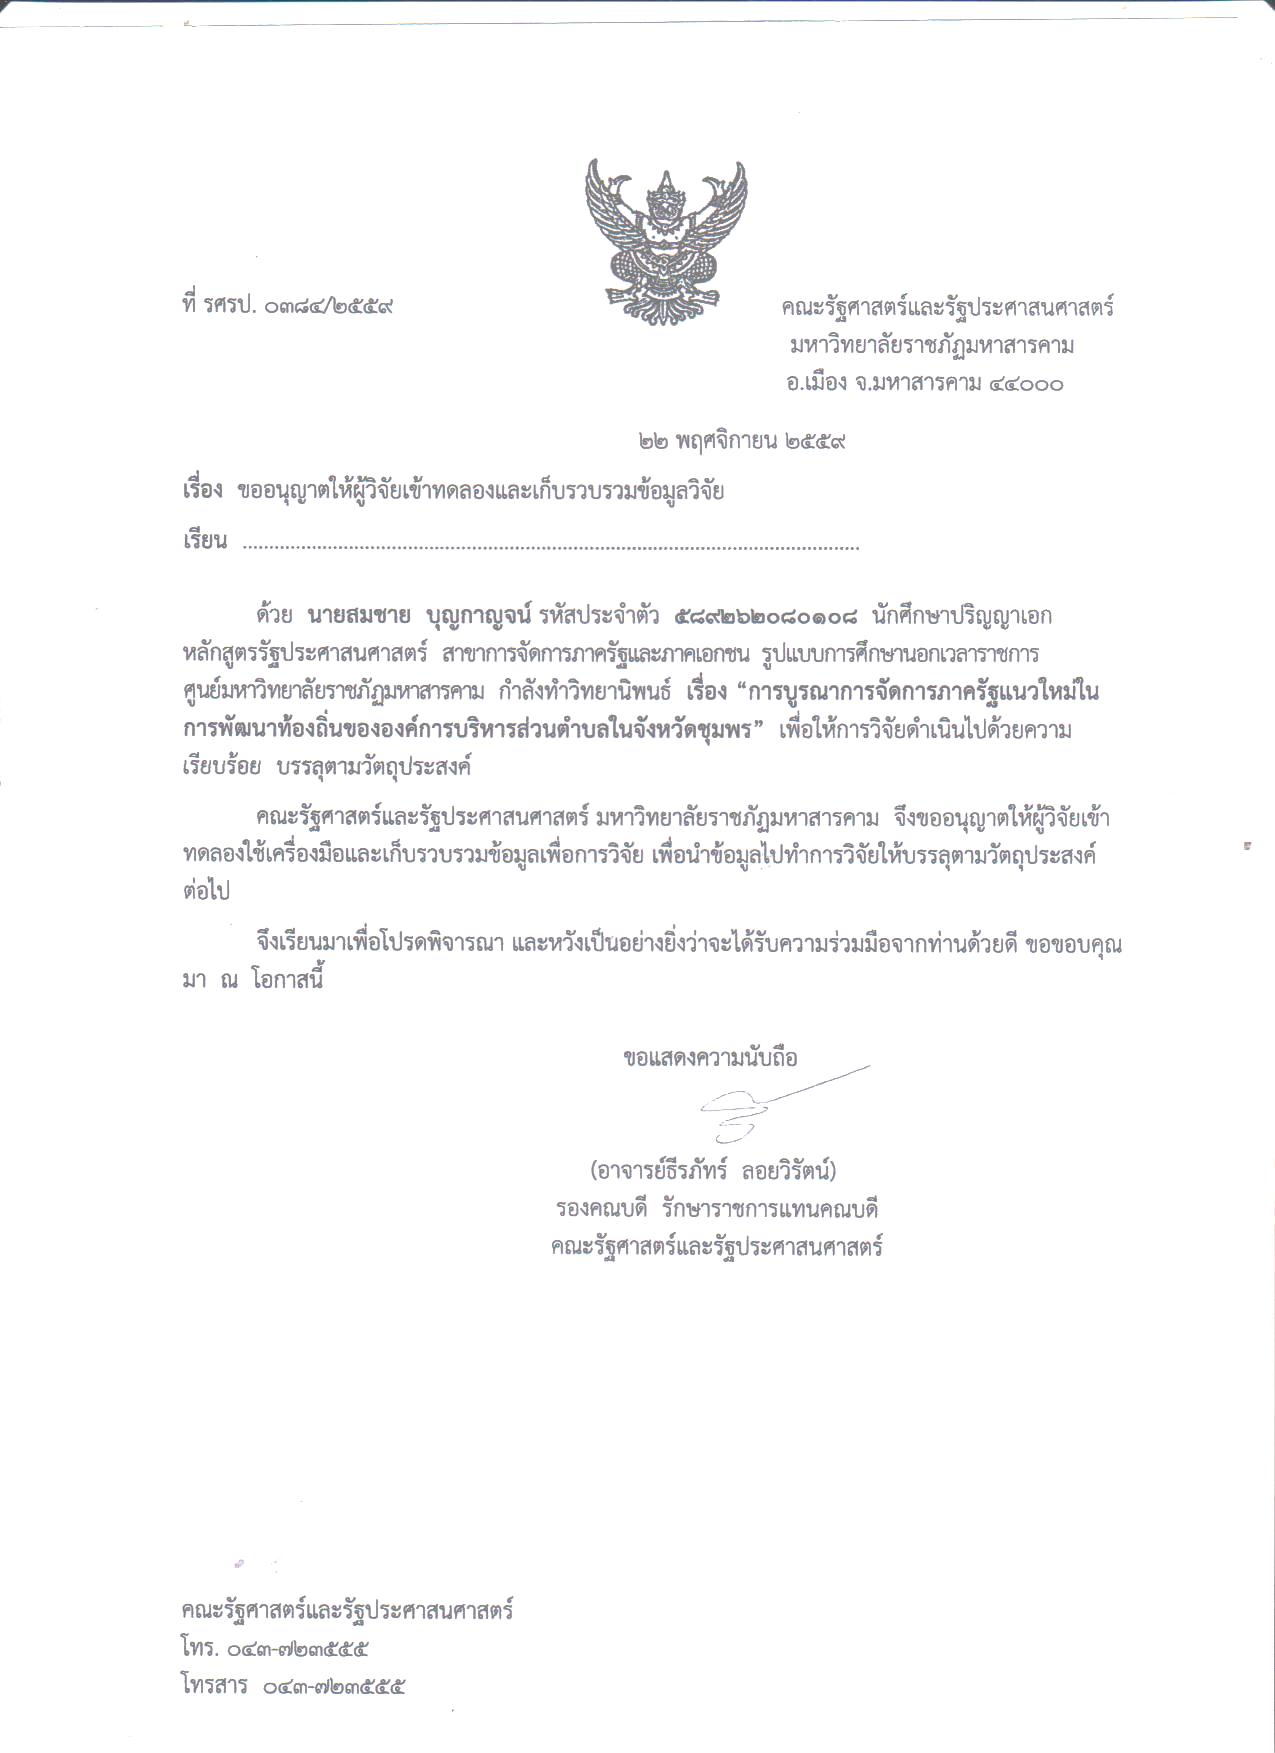 ที่ รศรป. ๐๓๘๔/๒๕๕๙
คณะรัฐศาสตร์และรัฐประศาสนศาสตร์
มหาวิทยาลัยราชภัฏมหาสารคาม
อ.เมือง จ.มหาสารคาม ๔๔๐๐๐
๒๒ พฤศจิกายน ๒๕๕๙
เรื่อง ขออนุญาตให้ผู้วิจัยเข้าทดลองและเก็บรวบรวมข้อมูลวิจัย
เรียน ..........................................................................................................................
ด้วย นายสมชาย บุญกาญจน์ รหัสประจำตัว ๕๘๙๒๖๒๐๘๐๑๐๘ นักศึกษาปริญญาเอก
หลักสูตรรัฐประศาสนศาสตร์ สาขาการจัดการภาครัฐและภาคเอกชน รูปแบบการศึกษานอกเวลาราชการ
ศูนย์มหาวิทยาลัยราชภัฏมหาสารคาม กำลังทำวิทยานิพนธ์ เรื่อง “การบูรณาการจัดการภาครัฐแนวใหม่ใน
การพัฒนาท้องถิ่นขององค์การบริหารส่วนตำบลในจังหวัดชุมพร” เพื่อให้การวิจัยดำเนินไปด้วยความ
เรียบร้อย บรรลุตามวัตถุประสงค์
คณะรัฐศาสตร์และรัฐประศาสนศาสตร์ มหาวิทยาลัยราชภัฏมหาสารคาม จึงขออนุญาตให้ผู้วิจัยเข้า
ทดลองใช้เครื่องมือและเก็บรวบรวมข้อมูลเพื่อการวิจัย เพื่อนำข้อมูลไปทำการวิจัยให้บรรลุตามวัตถุประสงค์
ต่อไป
จึงเรียนมาเพื่อโปรดพิจารณา และหวังเป็นอย่างยิ่งว่าจะได้รับความร่วมมือจากท่านด้วยดี ขอขอบคุณ
มา ณ โอกาสนี้
ขอแสดงความนับถือ
(อาจารย์ธีรภัทร์ ลอยวิรัตน์)
รองคณบดี รักษาราชการแทนคณบดี
คณะรัฐศาสตร์และรัฐประศาสนศาสตร์
คณะรัฐศาสตร์และรัฐประศาสนศาสตร์
โทร. ๐๔๓-๗๒๓๕๕๕
โทรสาร ๐๔๓-๗๒๓๕๕๕